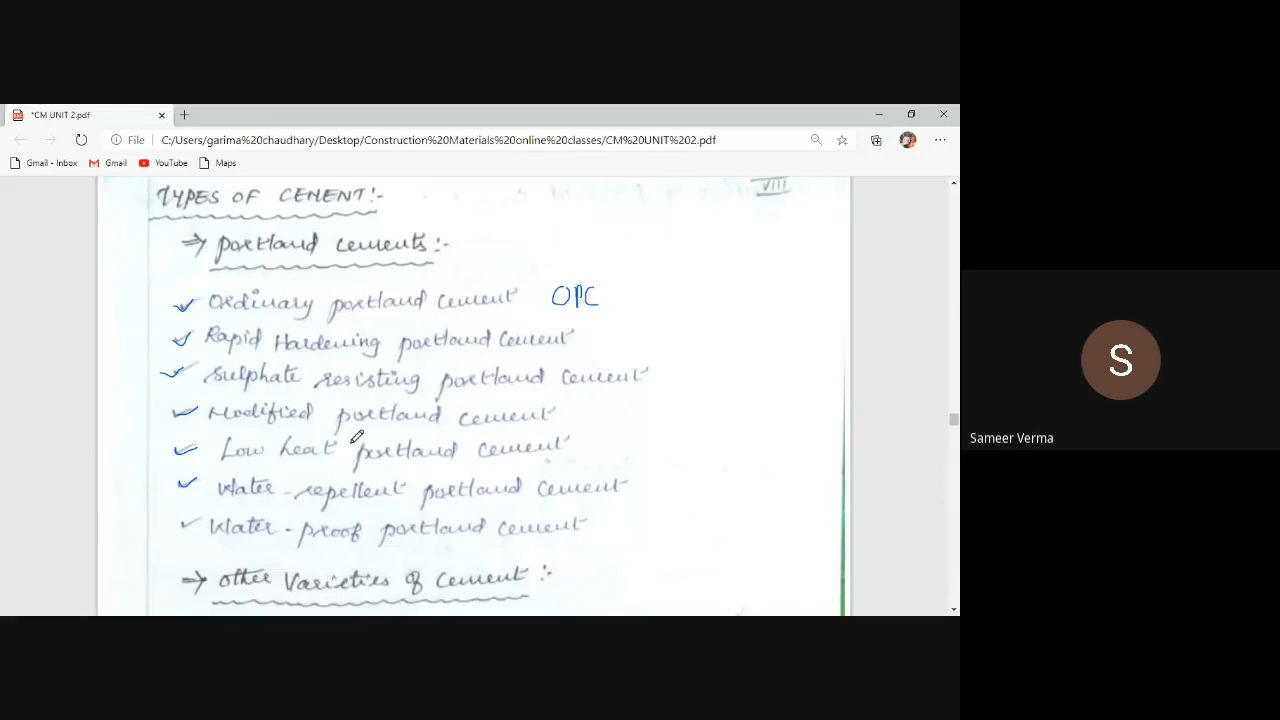 *CM UNIT 2.pdf
File C:/Users/garima%20chaudhary/Desktop/Construction%20Materials%20online%20classes/CM%20UNIT%202.pdf
Gmail - Inbox Gmail YouTube Maps
VIII
TYPES OF CEMENT:-
⇒ Portland cements:-
Ordinary portland cement OPC
Rapid Hardening portland cement
Sulphate resisting portland cement
Modified portland cement
Low heat portland cement
Water-repellent portland cement
Water-proof portland cement
⇒ Other Varieties of Cement:-
S
Sameer Verma